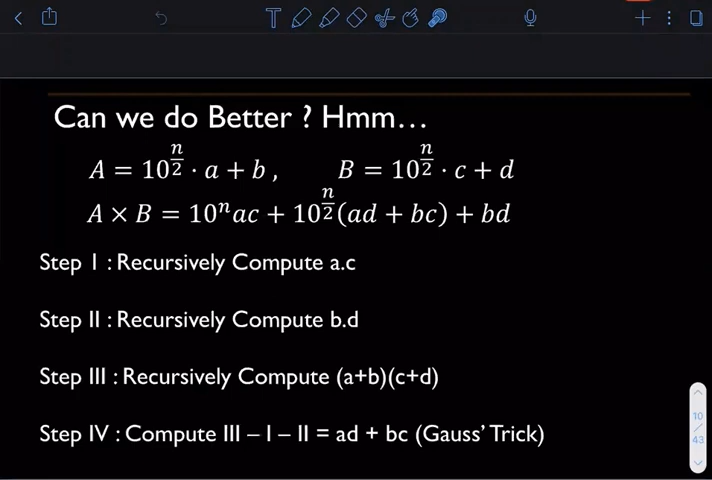 Can we do Better ? Hmm...
A = 10^{n/2} · a + b , B = 10^{n/2} · c + d
A × B = 10^n ac + 10^{n/2}(ad + bc) + bd
Step I : Recursively Compute a.c
Step II : Recursively Compute b.d
Step III : Recursively Compute (a+b)(c+d)
Step IV : Compute III – I – II = ad + bc (Gauss' Trick)
10
/
43